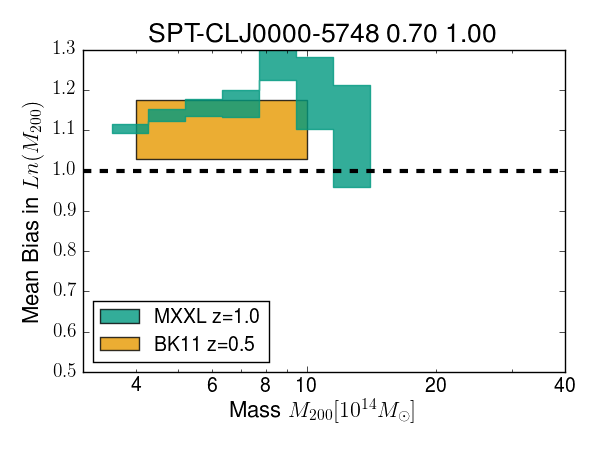 SPT-CLJ0000-5748 0.70 1.00
1.3
1.2
1.1
1.0
0.9
0.8
0.7
0.6
0.5
Mean Bias in Ln(M₂₀₀)
MXXL z=1.0
BK11 z=0.5
4 6 8 10 20 40
Mass M₂₀₀[10¹⁴M☉]